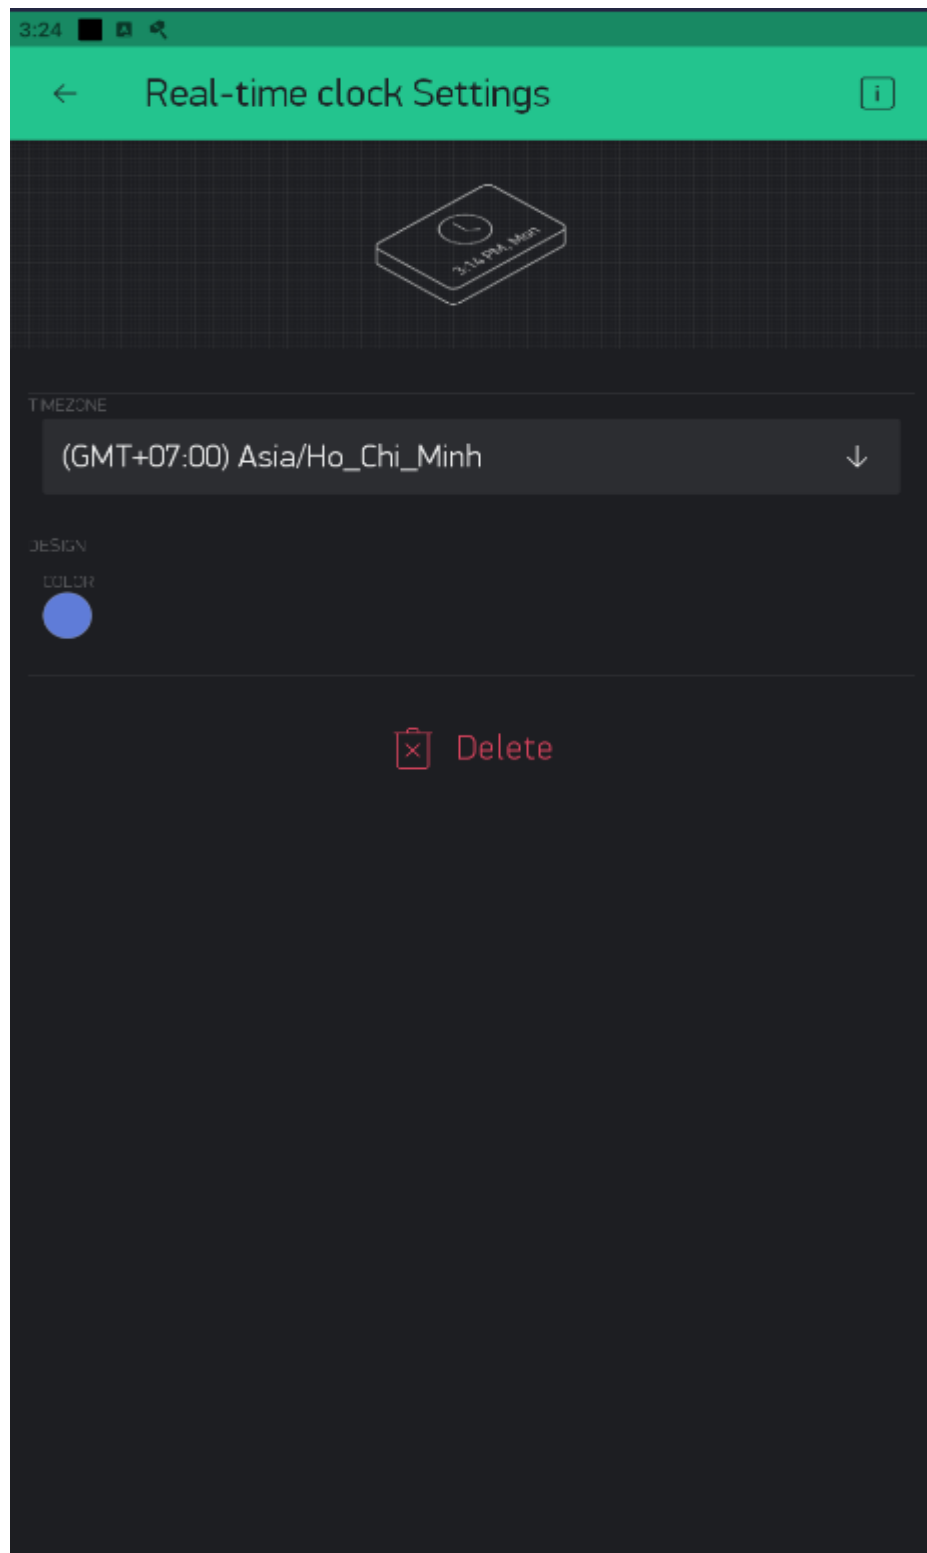 3:24
Real-time clock Settings
i
3:14 PM, Mon
TIMEZONE
(GMT+07:00) Asia/Ho_Chi_Minh
DESIGN
COLOR
Delete